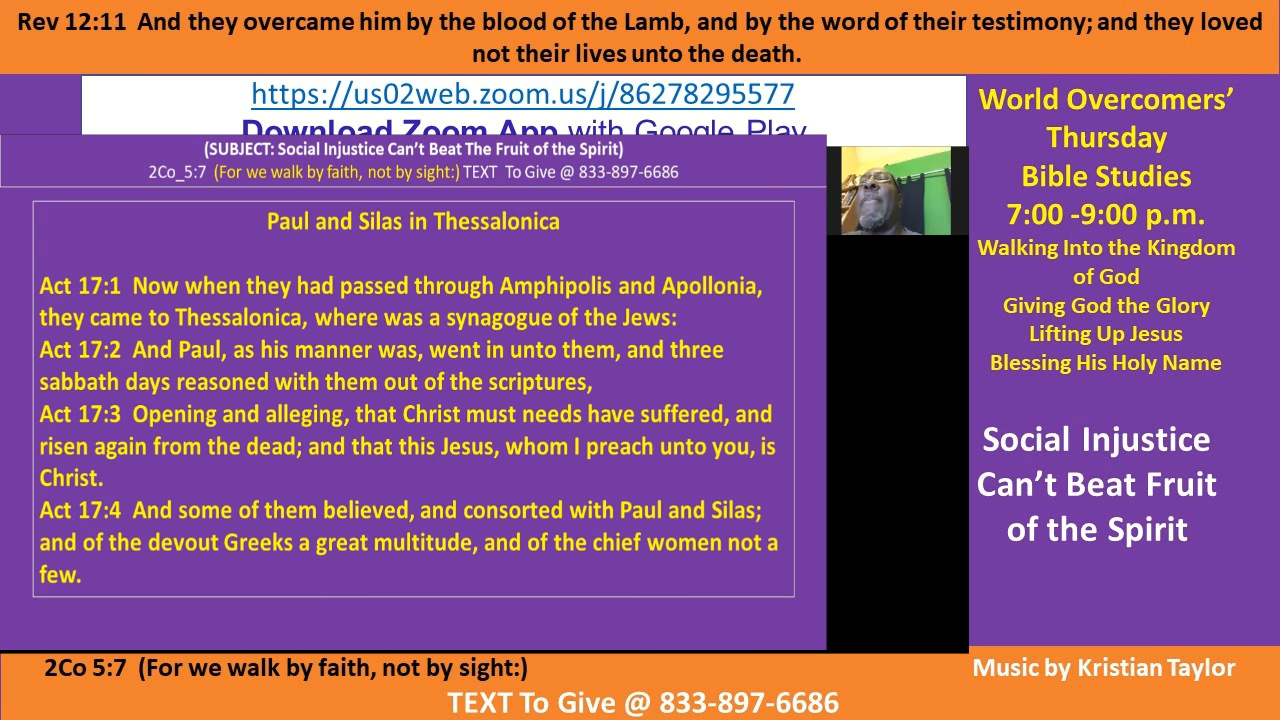 Rev 12:11  And they overcame him by the blood of the Lamb, and by the word of their testimony; and they loved
not their lives unto the death.
https://us02web.zoom.us/j/86278295577
Download Zoom App with Google Play
(SUBJECT: Social Injustice Can’t Beat The Fruit of the Spirit)
2Co_5:7  (For we walk by faith, not by sight:) TEXT  To Give @ 833-897-6686
Paul and Silas in Thessalonica
Act 17:1  Now when they had passed through Amphipolis and Apollonia,
they came to Thessalonica, where was a synagogue of the Jews:
Act 17:2  And Paul, as his manner was, went in unto them, and three
sabbath days reasoned with them out of the scriptures,
Act 17:3  Opening and alleging, that Christ must needs have suffered, and
risen again from the dead; and that this Jesus, whom I preach unto you, is
Christ.
Act 17:4  And some of them believed, and consorted with Paul and Silas;
and of the devout Greeks a great multitude, and of the chief women not a
few.
World Overcomers’
Thursday
Bible Studies
7:00 -9:00 p.m.
Walking Into the Kingdom
of God
Giving God the Glory
Lifting Up Jesus
Blessing His Holy Name
Social Injustice
Can’t Beat Fruit
of the Spirit
2Co 5:7  (For we walk by faith, not by sight:)
Music by Kristian Taylor
TEXT To Give @ 833-897-6686